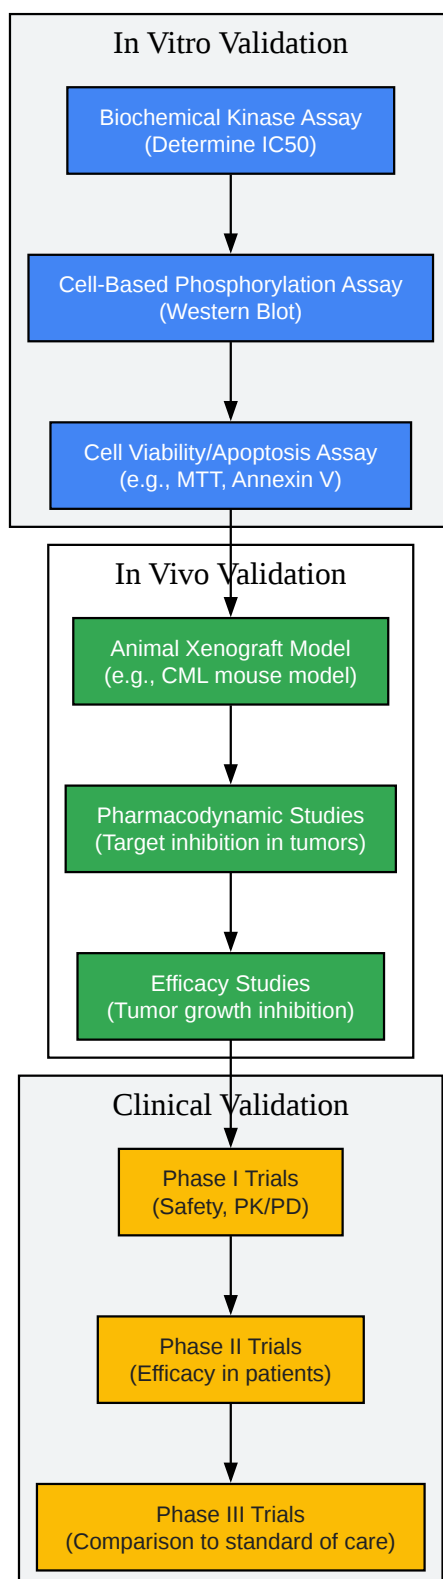 In Vitro Validation
Biochemical Kinase Assay
(Determine IC50)
Cell-Based Phosphorylation Assay
(Western Blot)
Cell Viability/Apoptosis Assay
(e.g., MTT, Annexin V)
In Vivo Validation
Animal Xenograft Model
(e.g., CML mouse model)
Pharmacodynamic Studies
(Target inhibition in tumors)
Efficacy Studies
(Tumor growth inhibition)
Clinical Validation
Phase I Trials
(Safety, PK/PD)
Phase II Trials
(Efficacy in patients)
Phase III Trials
(Comparison to standard of care)